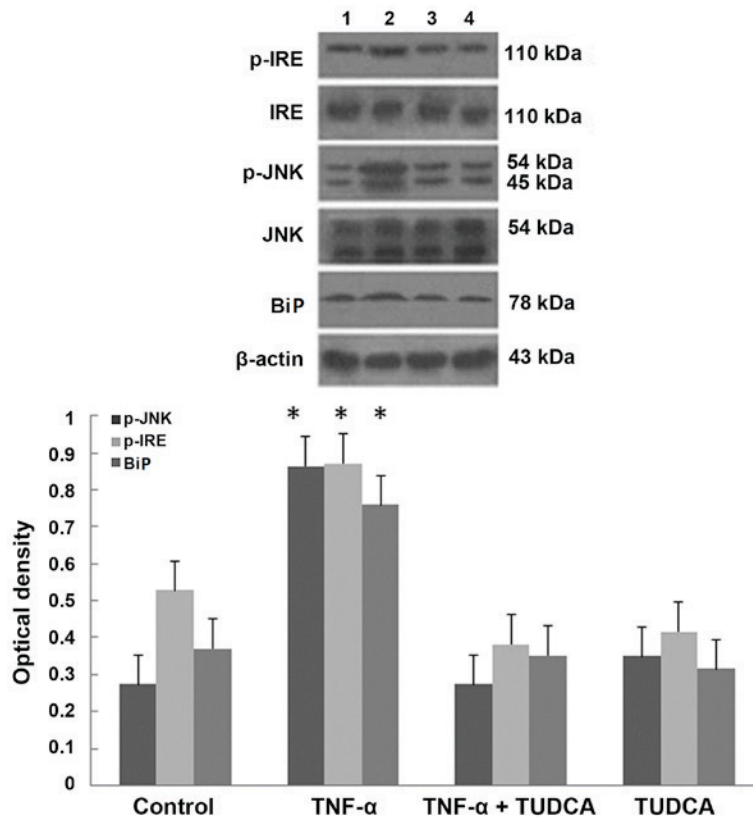 1 2 3 4
p-IRE 110 kDa
IRE 110 kDa
p-JNK 54 kDa
45 kDa
JNK 54 kDa
BiP 78 kDa
β-actin 43 kDa
p-JNK
p-IRE
BiP
* * *
Optical density
1
0.9
0.8
0.7
0.6
0.5
0.4
0.3
0.2
0.1
0
Control TNF-α TNF-α + TUDCA TUDCA